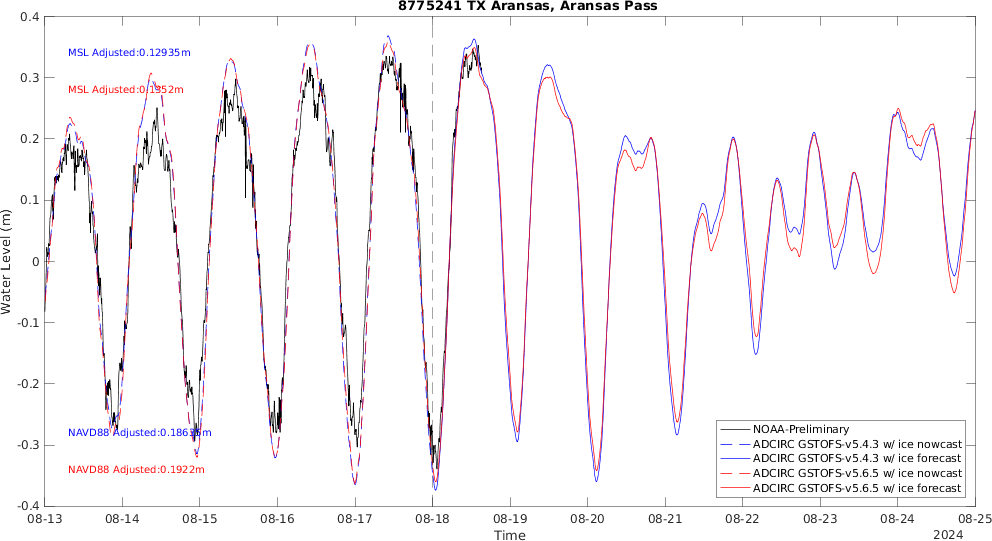 8775241 TX Aransas, Aransas Pass
0.4
0.3
0.2
0.1
0
-0.1
-0.2
-0.3
-0.4
Water Level (m)
MSL Adjusted:0.12935m
MSL Adjusted:0.1352m
NAVD88 Adjusted:0.18635m
NAVD88 Adjusted:0.1922m
NOAA-Preliminary
ADCIRC GSTOFS-v5.4.3 w/ ice nowcast
ADCIRC GSTOFS-v5.4.3 w/ ice forecast
ADCIRC GSTOFS-v5.6.5 w/ ice nowcast
ADCIRC GSTOFS-v5.6.5 w/ ice forecast
08-13 08-14 08-15 08-16 08-17 08-18 08-19 08-20 08-21 08-22 08-23 08-24 08-25
Time
2024